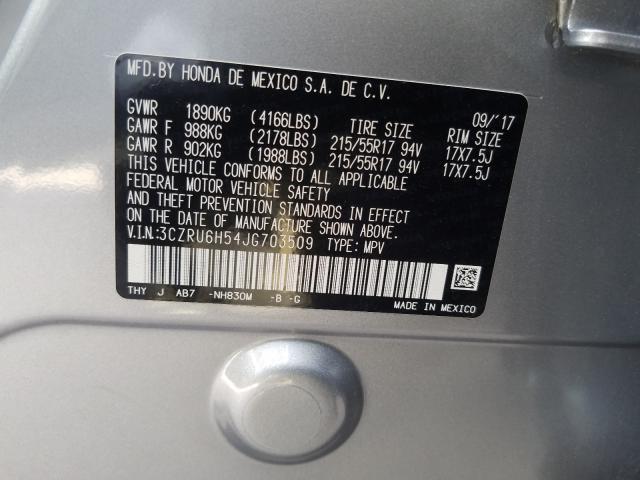 MFD.BY HONDA DE MEXICO S.A. DE C.V.
09/'17
GVWR 1890KG (4166LBS) TIRE SIZE RIM SIZE
GAWR F 988KG (2178LBS) 215/55R17 94V 17X7.5J
GAWR R 902KG (1988LBS) 215/55R17 94V 17X7.5J
THIS VEHICLE CONFORMS TO ALL APPLICABLE
FEDERAL MOTOR VEHICLE SAFETY
AND THEFT PREVENTION STANDARDS IN EFFECT
ON THE DATE OF MANUFACTURE SHOWN ABOVE.
V.I.N:3CZRU6H54JG703509 TYPE: MPV
THY J AB7 -NH830M -B -G
MADE IN MEXICO